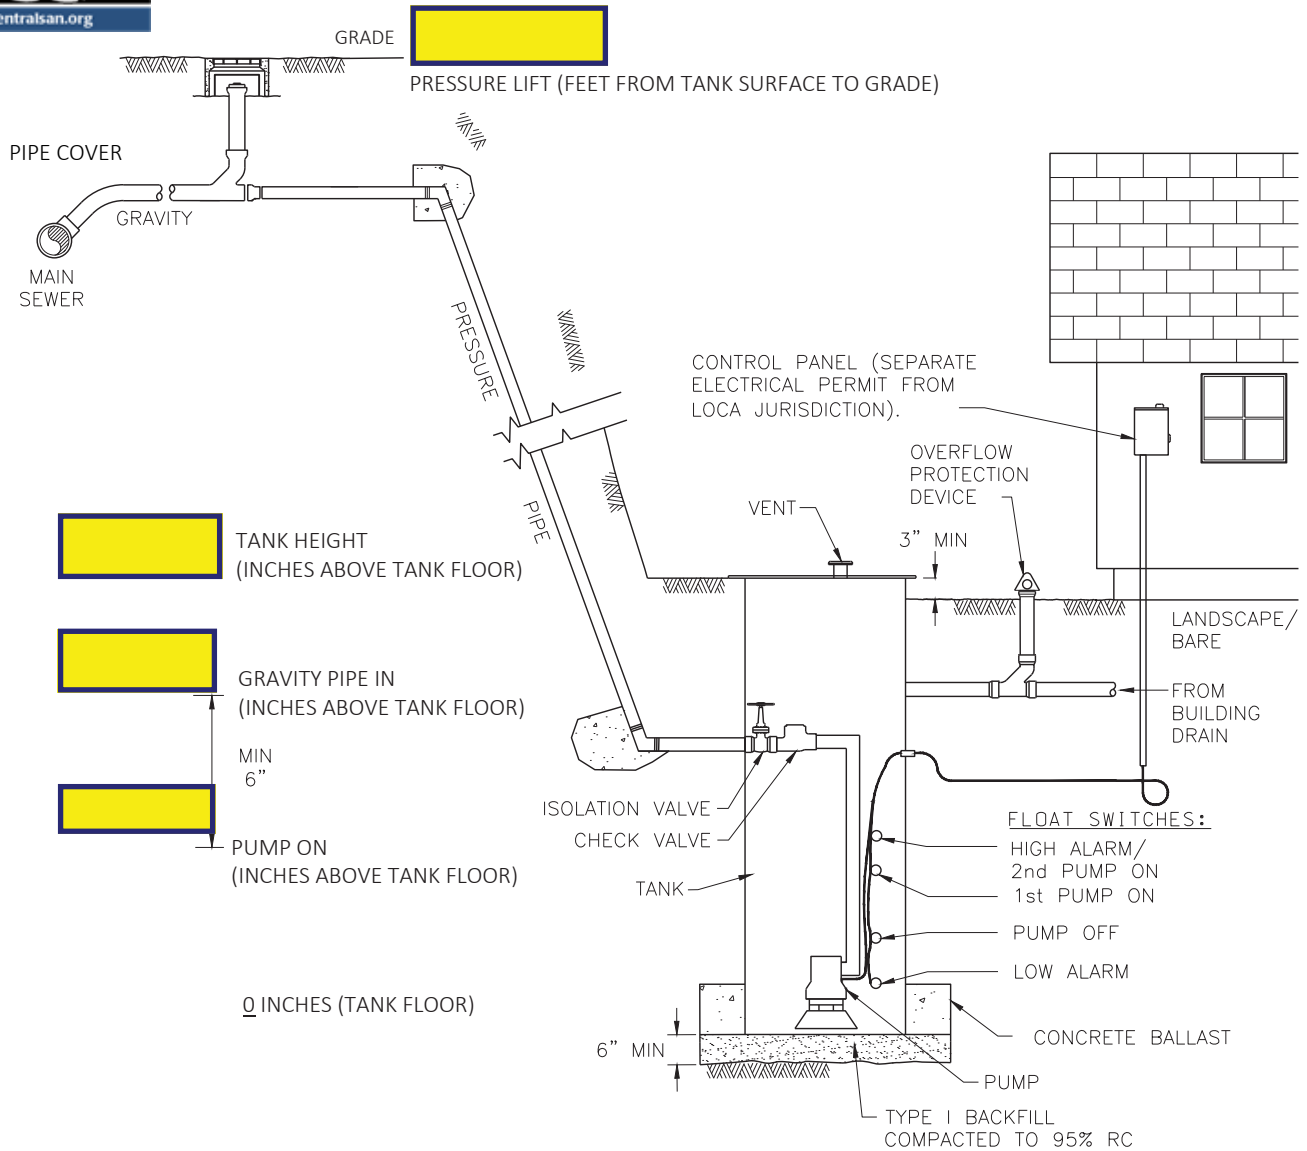 entralsan.org
GRADE
PRESSURE LIFT (FEET FROM TANK SURFACE TO GRADE)
PIPE COVER
GRAVITY
MAIN
SEWER
PRESSURE
PIPE
CONTROL PANEL (SEPARATE
ELECTRICAL PERMIT FROM
LOCA JURISDICTION).
OVERFLOW
PROTECTION
DEVICE
VENT
3” MIN
TANK HEIGHT
(INCHES ABOVE TANK FLOOR)
LANDSCAPE/
BARE
GRAVITY PIPE IN
(INCHES ABOVE TANK FLOOR)
FROM
BUILDING
DRAIN
MIN
6”
ISOLATION VALVE
CHECK VALVE
FLOAT SWITCHES:
HIGH ALARM/
2nd PUMP ON
1st PUMP ON
PUMP OFF
LOW ALARM
PUMP ON
(INCHES ABOVE TANK FLOOR)
TANK
0 INCHES (TANK FLOOR)
6” MIN
CONCRETE BALLAST
PUMP
TYPE I BACKFILL
COMPACTED TO 95% RC